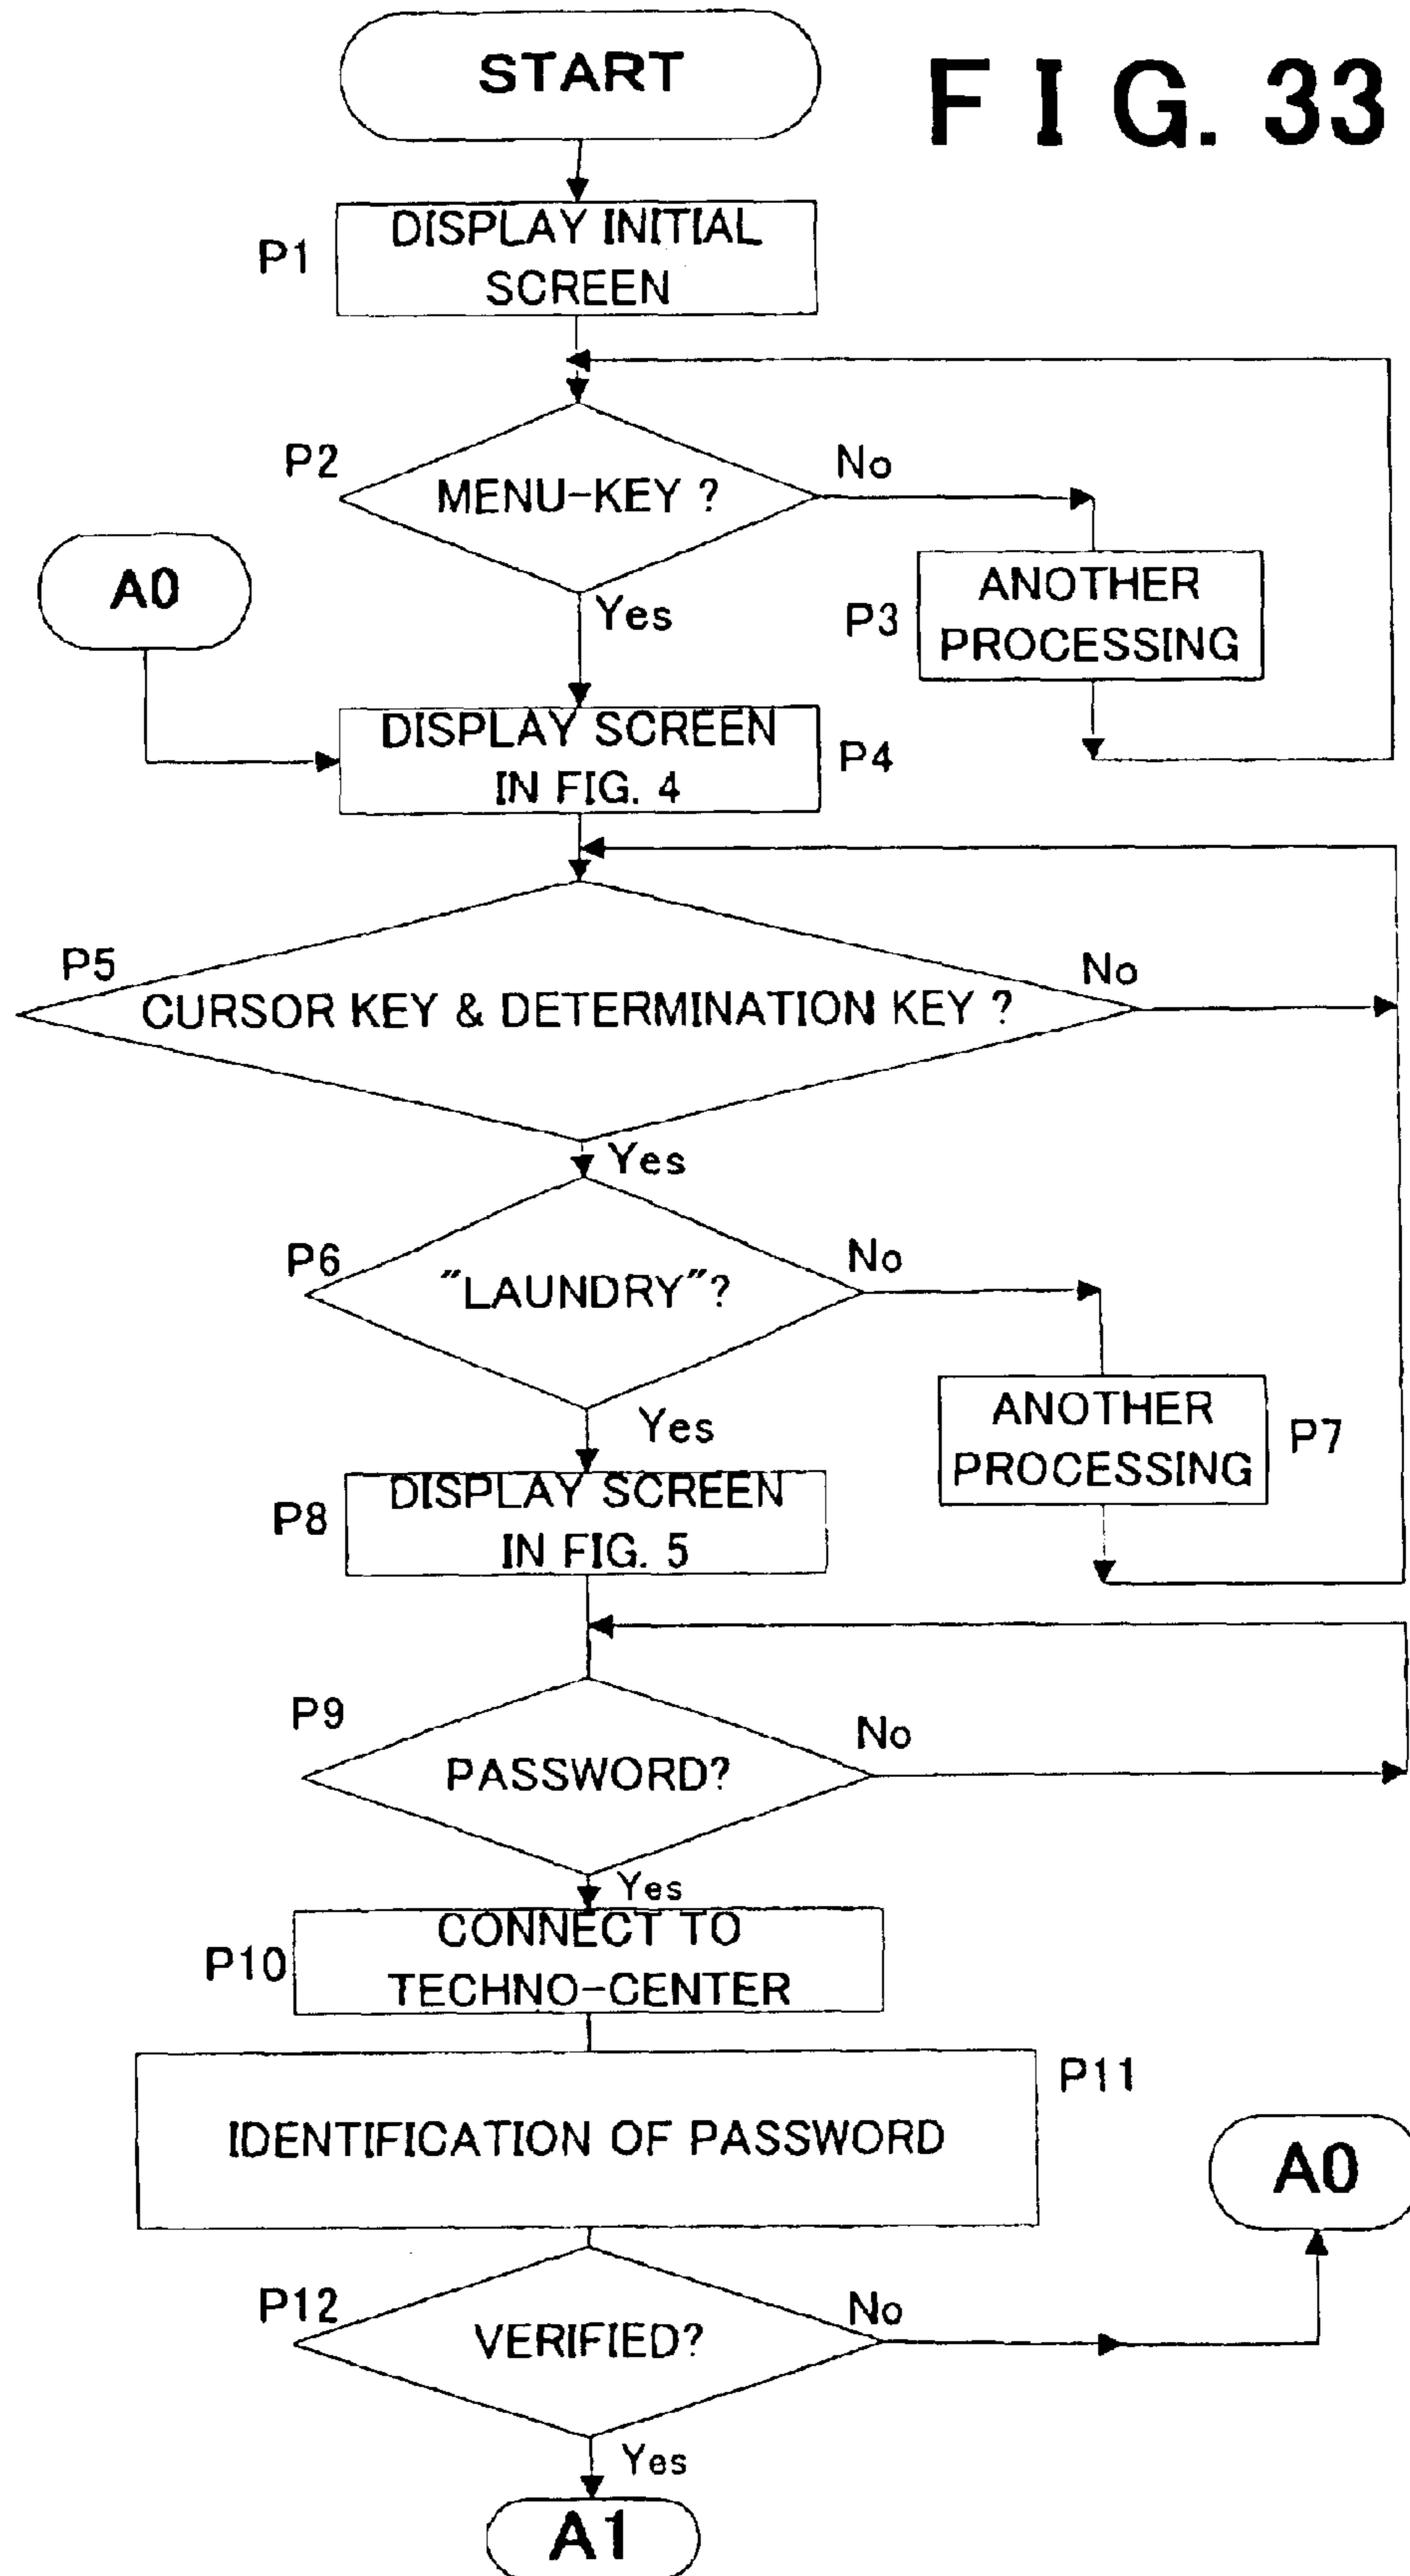 START
F I G. 33
P1
DISPLAY INITIAL
SCREEN
P2
MENU-KEY ?
No
Yes
A0
P3
ANOTHER
PROCESSING
DISPLAY SCREEN
IN FIG. 4
P4
P5
CURSOR KEY & DETERMINATION KEY ?
No
Yes
P6
"LAUNDRY"?
No
Yes
ANOTHER
PROCESSING
P7
P8
DISPLAY SCREEN
IN FIG. 5
P9
PASSWORD?
No
Yes
P10
CONNECT TO
TECHNO-CENTER
P11
IDENTIFICATION OF PASSWORD
A0
P12
VERIFIED?
No
Yes
A1